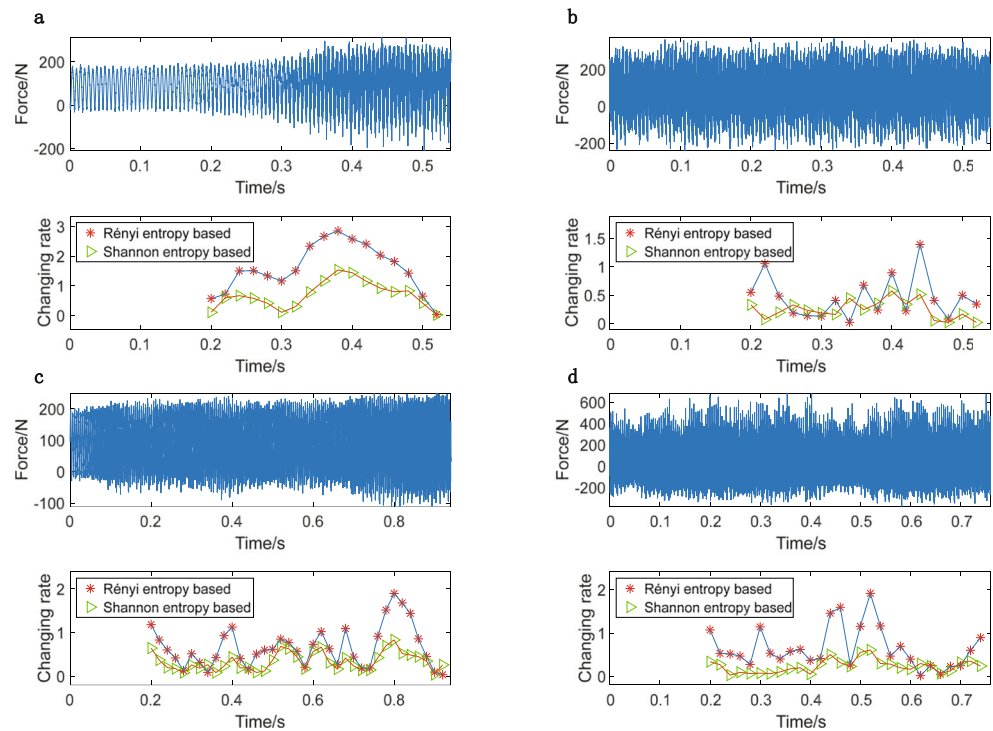 a
Force/N
200
0
-200
0 0.1 0.2 0.3 0.4 0.5
Time/s
Changing rate
3
2
1
0
Rényi entropy based
Shannon entropy based
0 0.1 0.2 0.3 0.4 0.5
Time/s
b
Force/N
200
0
-200
0 0.1 0.2 0.3 0.4 0.5
Time/s
Changing rate
1.5
1
0.5
0
Rényi entropy based
Shannon entropy based
0 0.1 0.2 0.3 0.4 0.5
Time/s
c
Force/N
200
100
0
-100
0 0.2 0.4 0.6 0.8
Time/s
Changing rate
2
1
0
Rényi entropy based
Shannon entropy based
0 0.2 0.4 0.6 0.8
Time/s
d
Force/N
600
400
200
0
-200
0 0.1 0.2 0.3 0.4 0.5 0.6 0.7
Time/s
Changing rate
2
1
0
Rényi entropy based
Shannon entropy based
0 0.1 0.2 0.3 0.4 0.5 0.6 0.7
Time/s